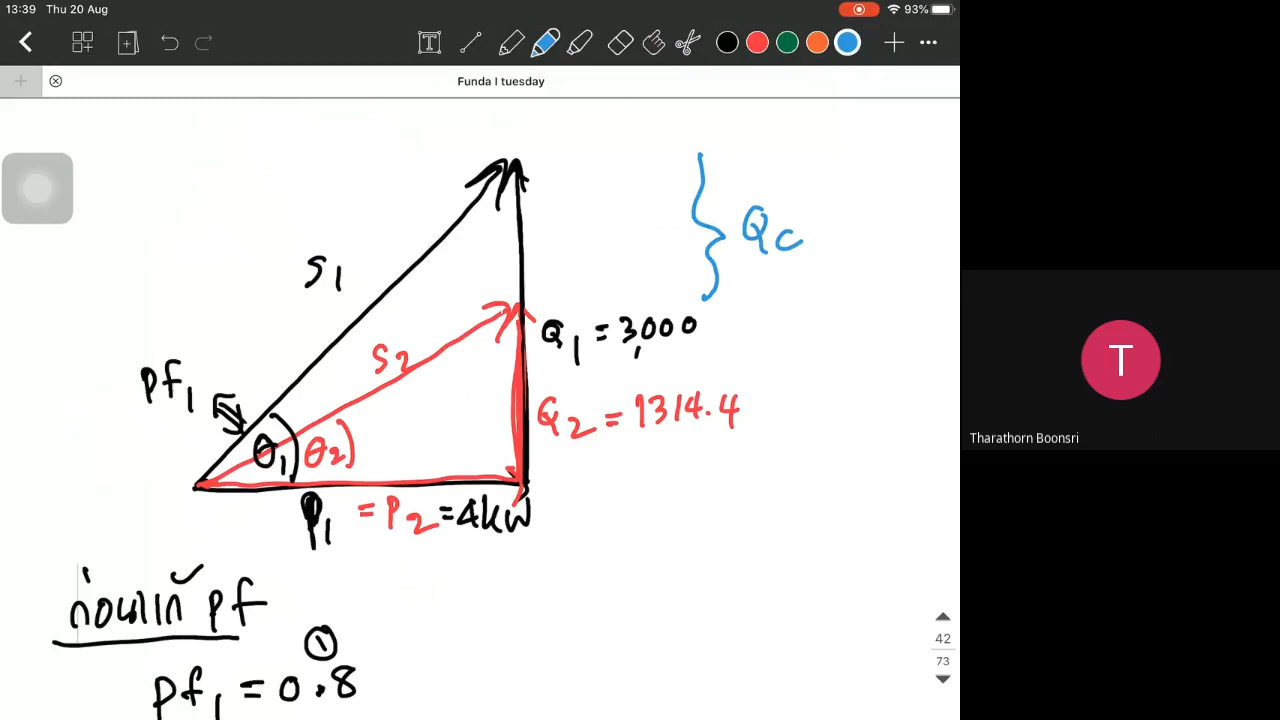 13:39 Thu 20 Aug
93%
T
Funda I tuesday
S1
Qc
Q1 = 3,000
S2
pf1
Q2 = 1314.4
θ1 θ2
P1 = P2 = 4kW
T
Tharathorn Boonsri
ก่อนแก้ pf
1
pf1 = 0.8
42
73